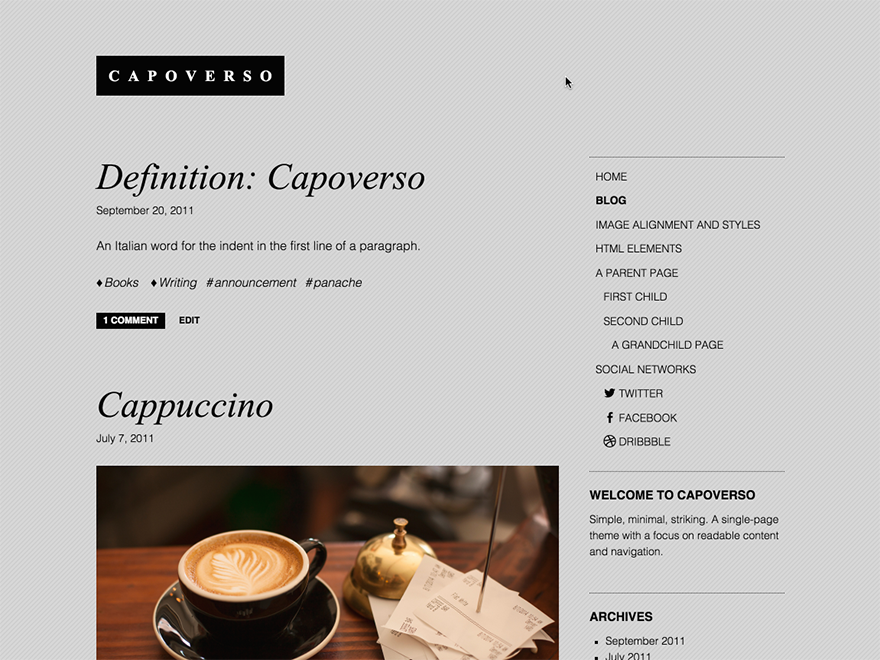 CAPOVERSO
Definition: Capoverso
September 20, 2011
An Italian word for the indent in the first line of a paragraph.
♦Books ♦Writing #announcement #panache
1 COMMENT EDIT
Cappuccino
July 7, 2011
HOME
BLOG
IMAGE ALIGNMENT AND STYLES
HTML ELEMENTS
A PARENT PAGE
FIRST CHILD
SECOND CHILD
A GRANDCHILD PAGE
SOCIAL NETWORKS
TWITTER
FACEBOOK
DRIBBBLE
WELCOME TO CAPOVERSO
Simple, minimal, striking. A single-page
theme with a focus on readable content
and navigation.
ARCHIVES
September 2011
July 2011